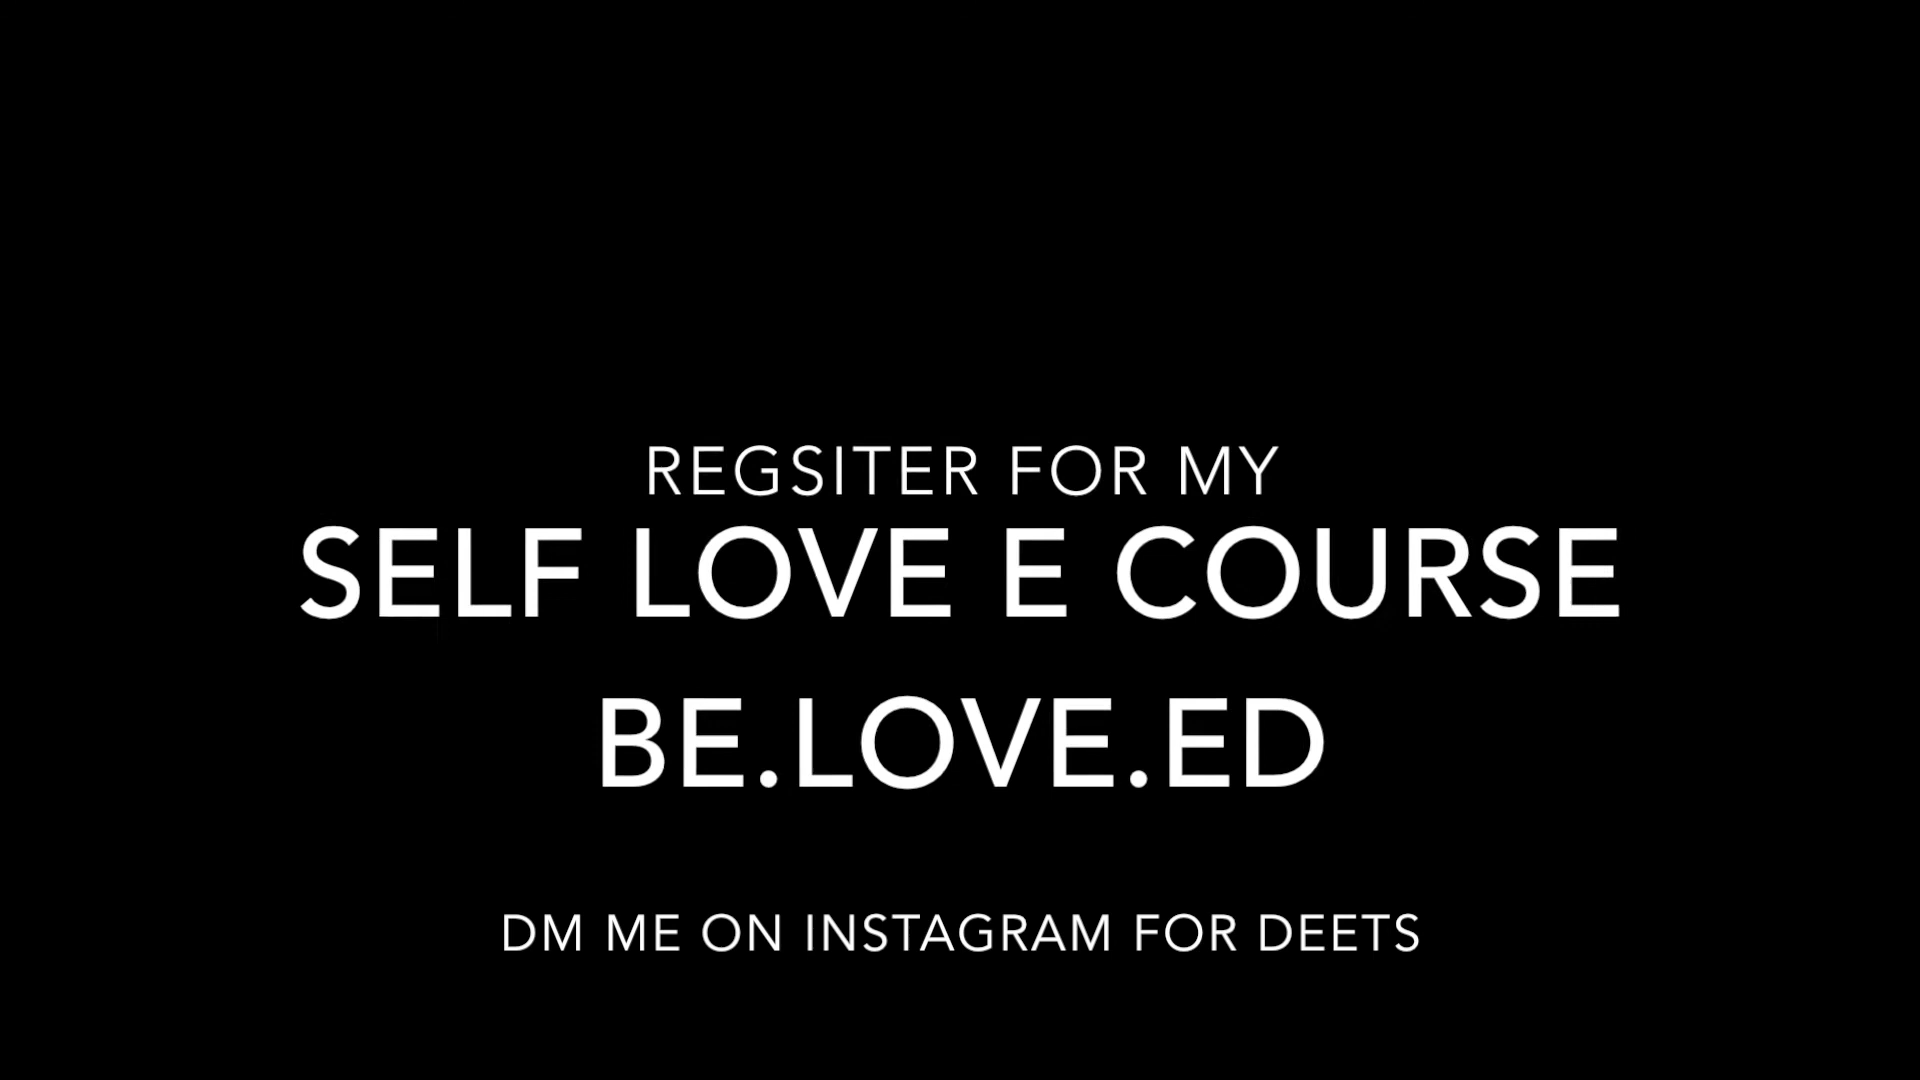 REGSITER FOR MY
SELF LOVE E COURSE
BE.LOVE.ED
DM ME ON INSTAGRAM FOR DEETS